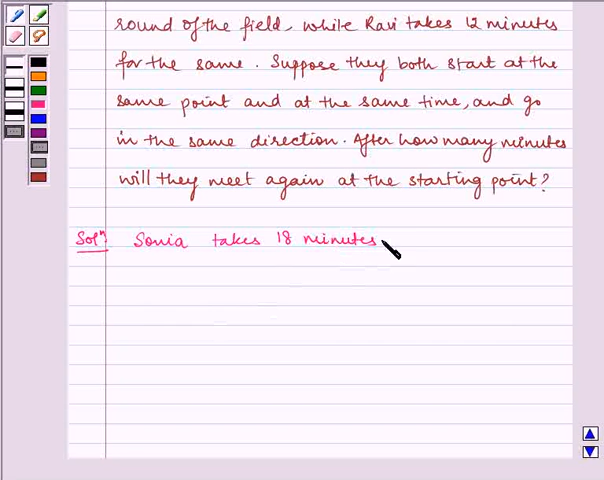 round of the field, while Ravi takes 12 minutes
for the same. Suppose they both start at the
same point and at the same time, and go
in the same direction. After how many minutes
will they meet again at the starting point?
Solⁿ: Sonia takes 18 minutes